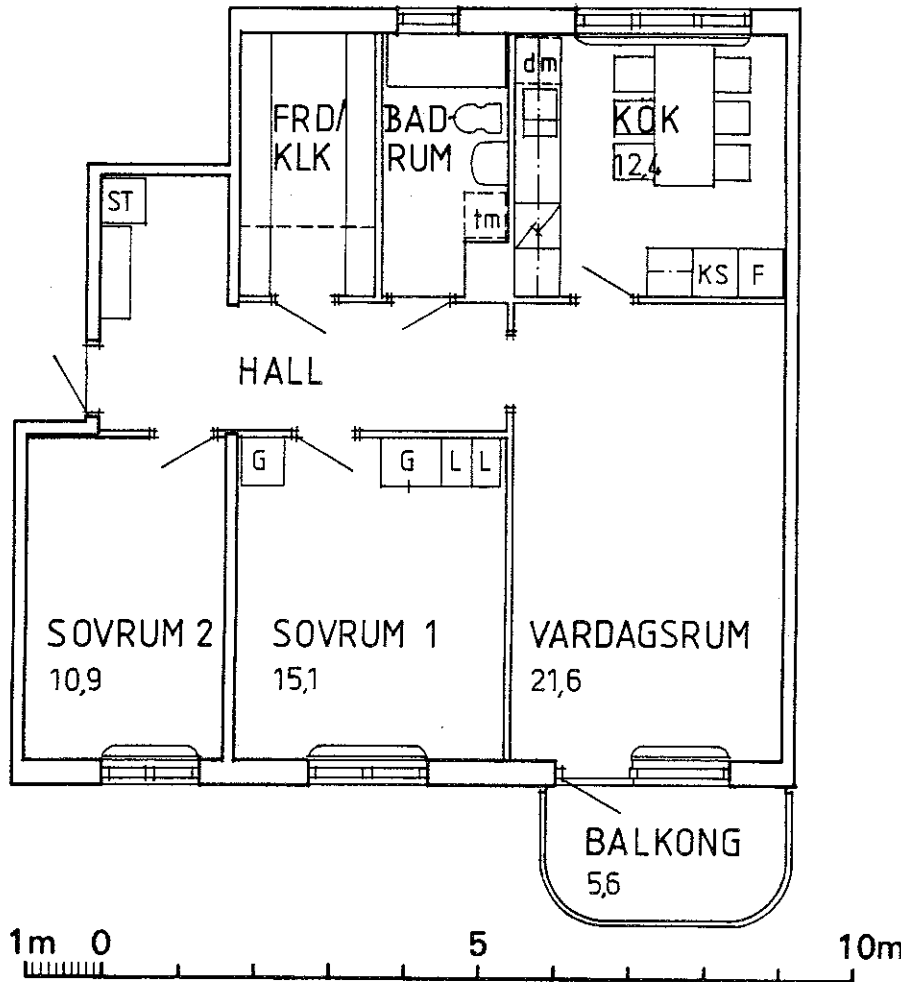 dm
FRD/
KLK
BAD
RUM
KÖK
12,4
ST
tm
KS F
HALL
G
G L L
SOVRUM 2
10,9
SOVRUM 1
15,1
VARDAGSRUM
21,6
BALKONG
5,6
1m 0 5 10m